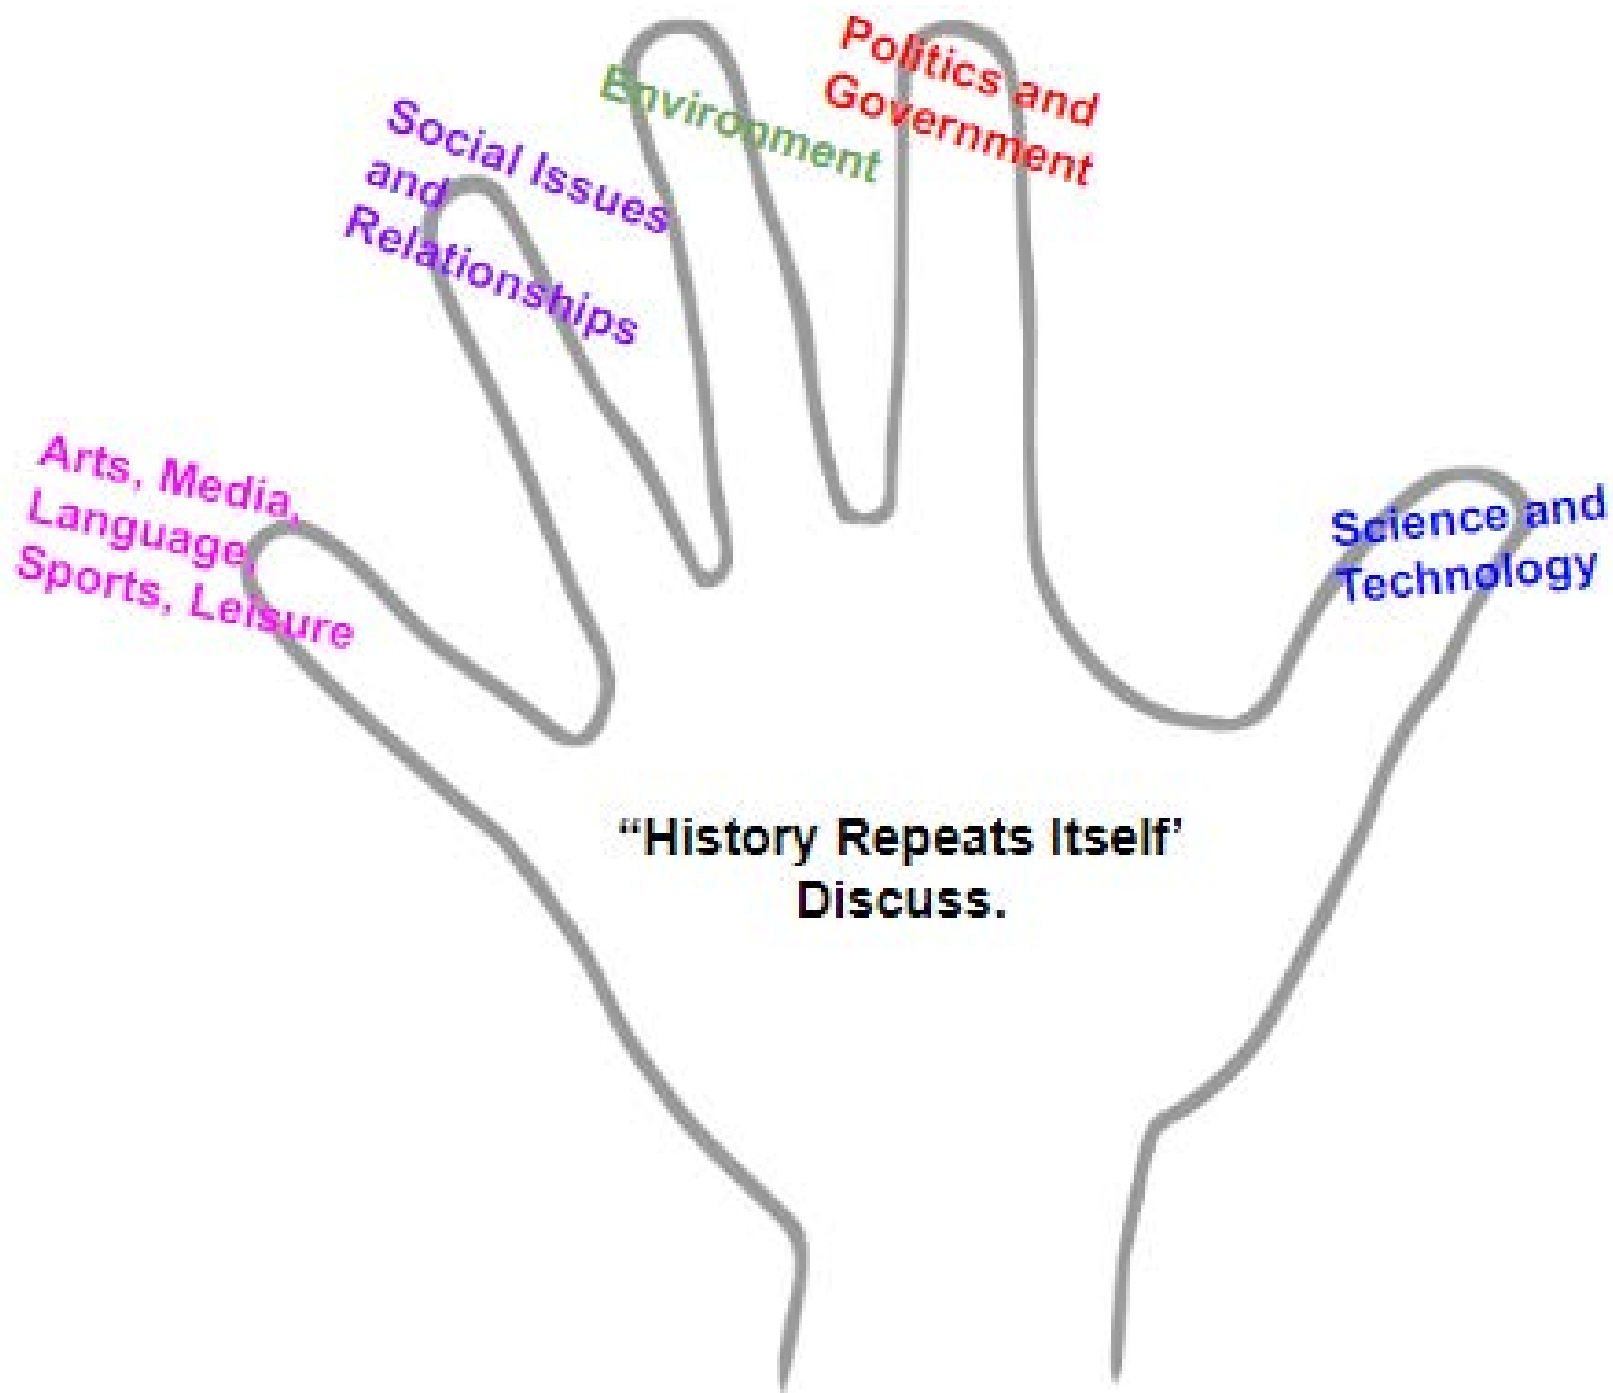 Politics and
Government
Environment
Social Issues
and
Relationships
Arts, Media,
Language,
Sports, Leisure
Science and
Technology
“History Repeats Itself’
Discuss.